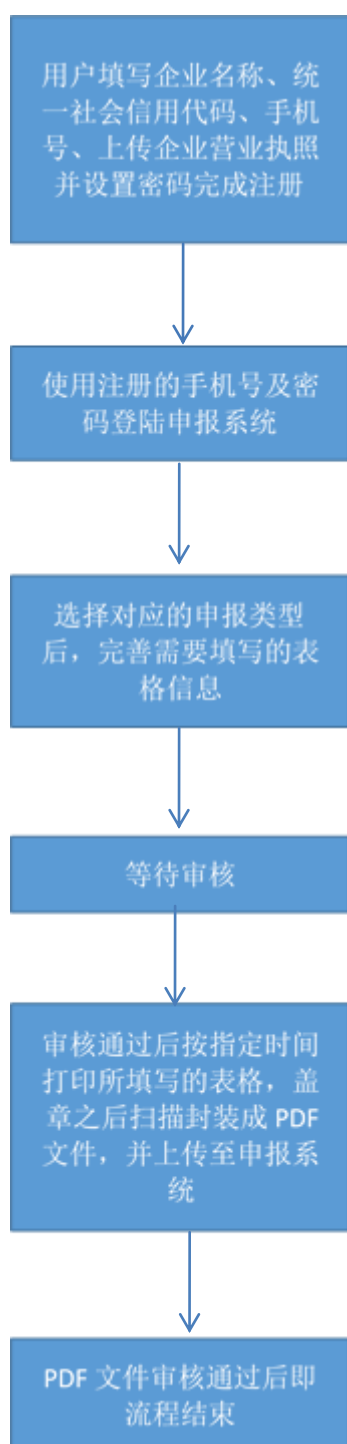 用户填写企业名称、统
一社会信用代码、手机
号、上传企业营业执照
并设置密码完成注册
使用注册的手机号及密
码登陆申报系统
选择对应的申报类型
后，完善需要填写的表
格信息
等待审核
审核通过后按指定时间
打印所填写的表格，盖
章之后扫描封装成 PDF
文件，并上传至申报系
统
PDF 文件审核通过后即
流程结束